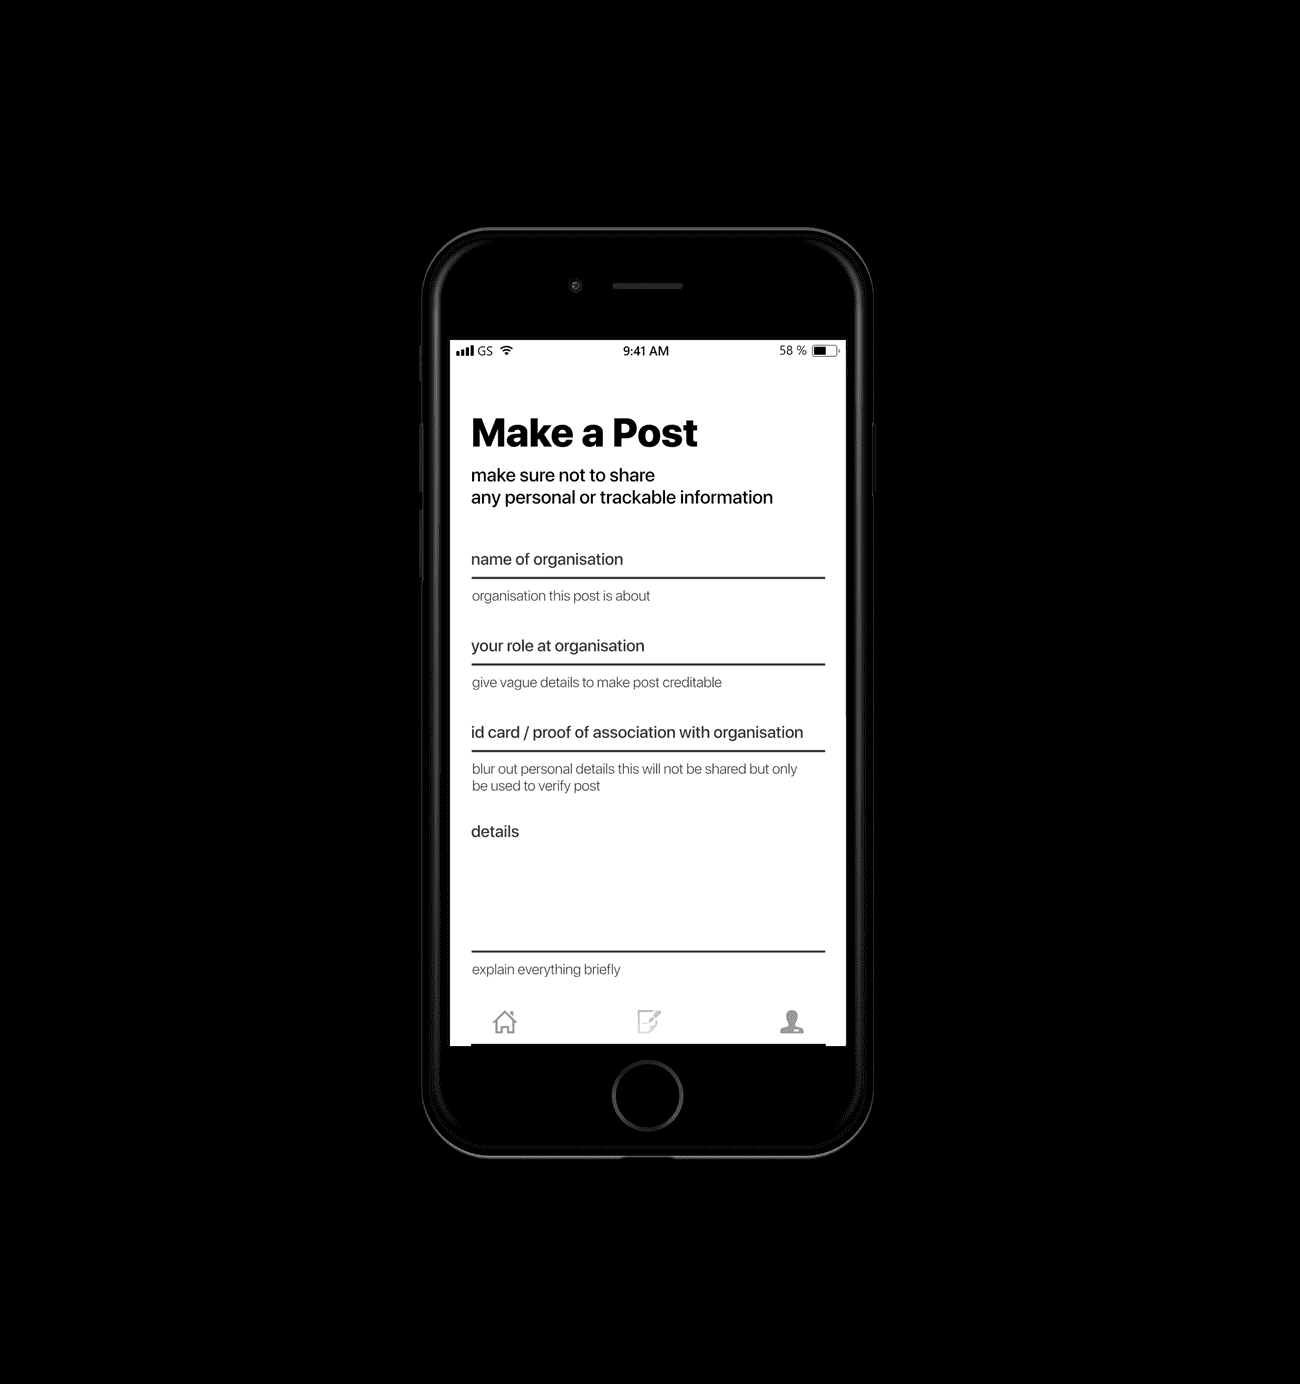 GS 9:41 AM 58 %
Make a Post
make sure not to share
any personal or trackable information
name of organisation
organisation this post is about
your role at organisation
give vague details to make post creditable
id card / proof of association with organisation
blur out personal details this will not be shared but only
be used to verify post
details
explain everything briefly